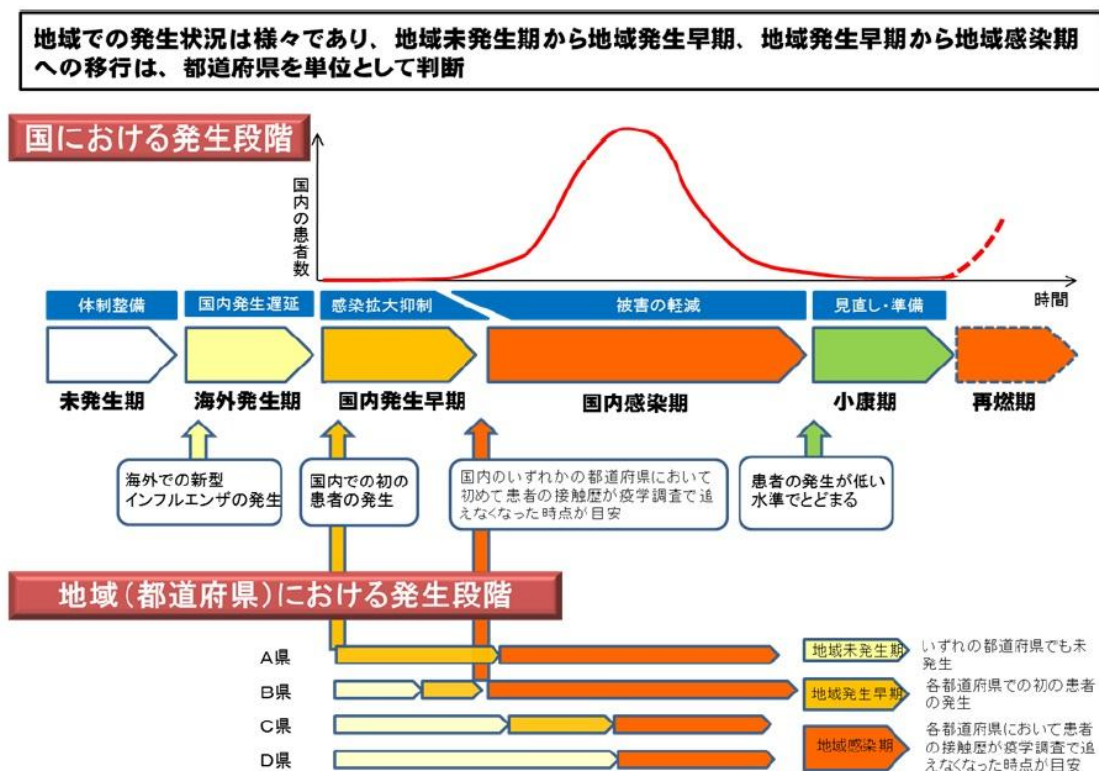 地域での発生状況は様々であり、地域未発生期から地域発生早期、地域発生早期から地域感染期
への移行は、都道府県を単位として判断
国における発生段階
国内の患者数
時間
体制整備
国内発生遅延
感染拡大抑制
被害の軽減
見直し・準備
未発生期
海外発生期
国内発生早期
国内感染期
小康期
再燃期
海外での新型
インフルエンザの発生
国内での初の
患者の発生
国内のいずれかの都道府県において
初めて患者の接触歴が疫学調査で追
えなくなった時点が目安
患者の発生が低い
水準でとどまる
地域(都道府県)における発生段階
A県
B県
C県
D県
地域未発生期
いずれの都道府県でも未
発生
地域発生早期
各都道府県での初の患者
の発生
地域感染期
各都道府県において患者
の接触歴が疫学調査で追
えなくなった時点が目安